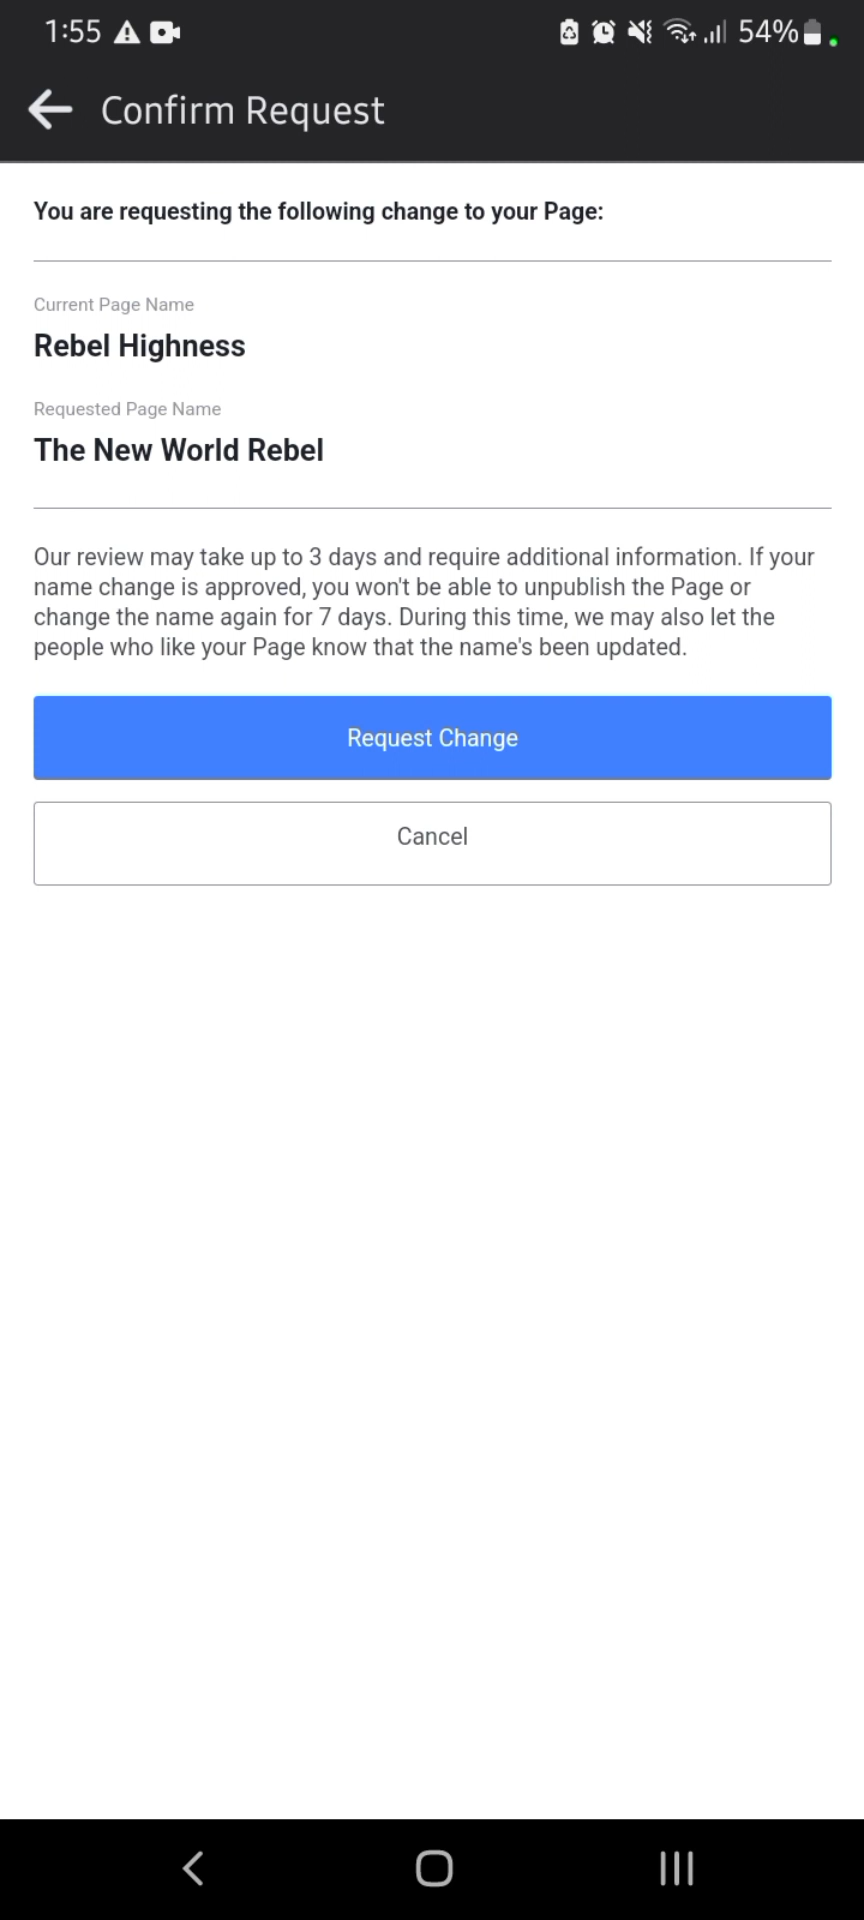 1:55 54%
Confirm Request
You are requesting the following change to your Page:
Current Page Name
Rebel Highness
Requested Page Name
The New World Rebel
Our review may take up to 3 days and require additional information. If your
name change is approved, you won't be able to unpublish the Page or
change the name again for 7 days. During this time, we may also let the
people who like your Page know that the name's been updated.
Request Change
Cancel